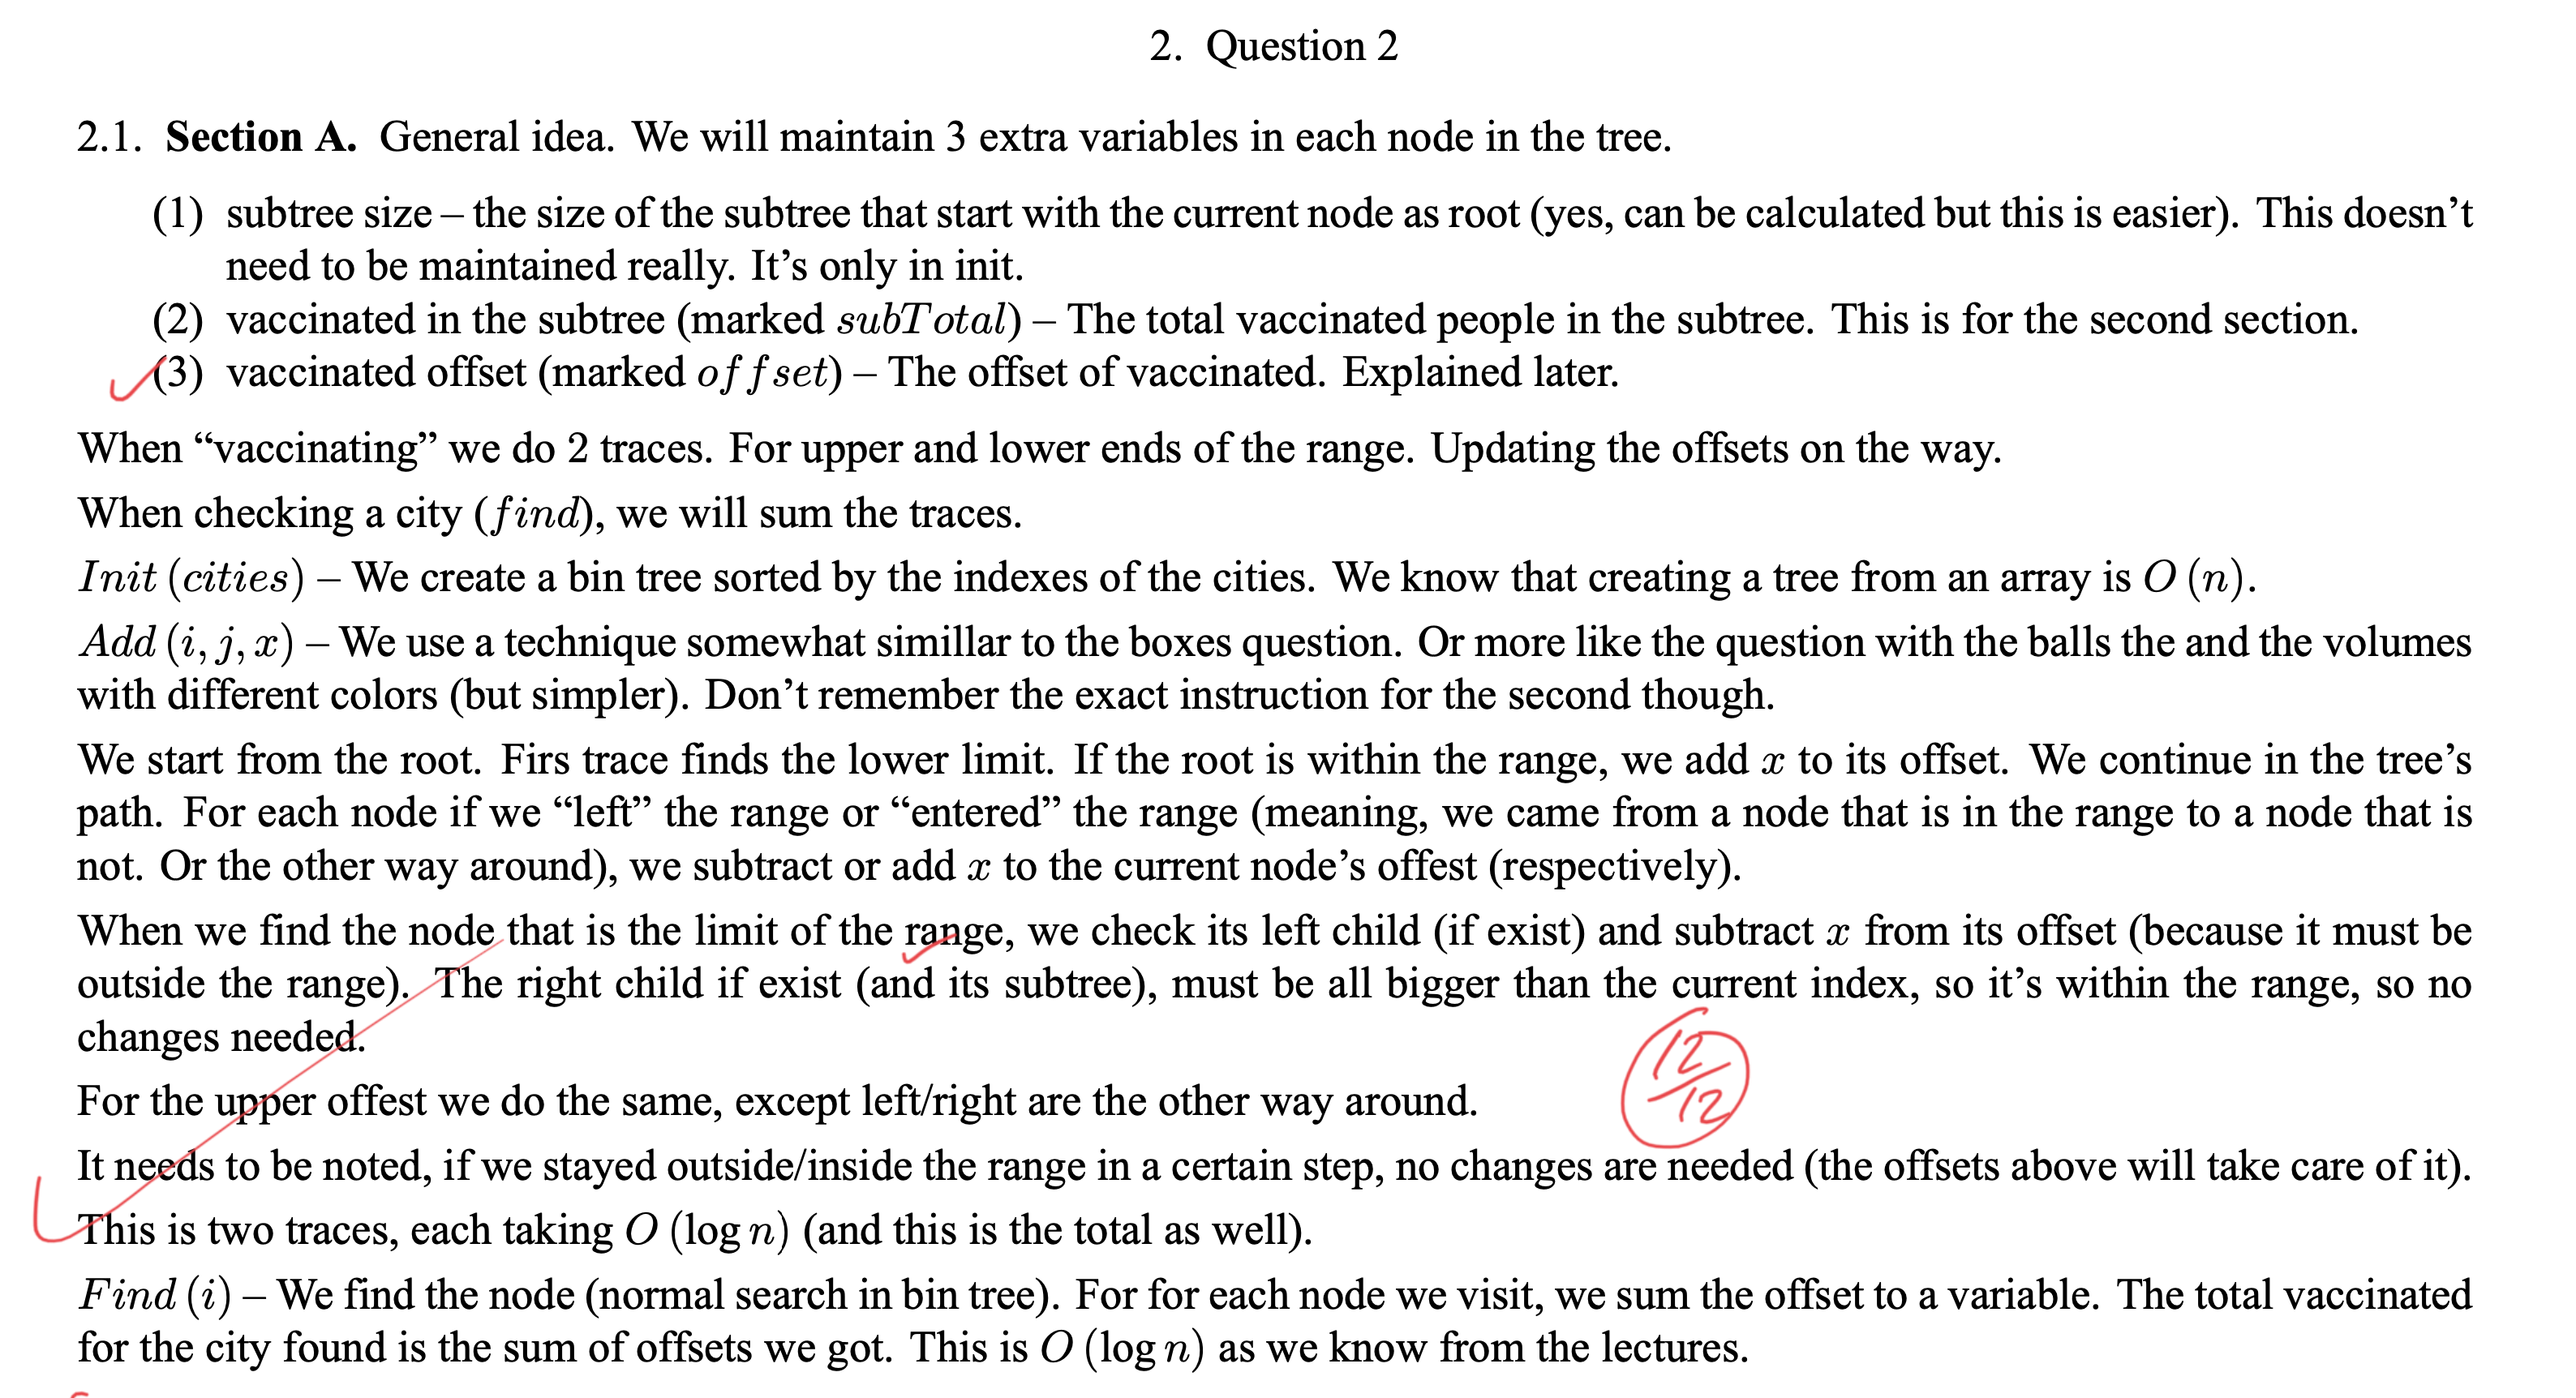 2. Question 2
2.1. Section A. General idea. We will maintain 3 extra variables in each node in the tree.
(1) subtree size – the size of the subtree that start with the current node as root (yes, can be calculated but this is easier). This doesn't
need to be maintained really. It's only in init.
(2) vaccinated in the subtree (marked subTotal) – The total vaccinated people in the subtree. This is for the second section.
(3) vaccinated offset (marked offset) – The offset of vaccinated. Explained later.
When “vaccinating” we do 2 traces. For upper and lower ends of the range. Updating the offsets on the way.
When checking a city (find), we will sum the traces.
Init (cities) – We create a bin tree sorted by the indexes of the cities. We know that creating a tree from an array is O (n).
Add (i, j, x) – We use a technique somewhat simillar to the boxes question. Or more like the question with the balls the and the volumes
with different colors (but simpler). Don't remember the exact instruction for the second though.
We start from the root. Firs trace finds the lower limit. If the root is within the range, we add x to its offset. We continue in the tree's
path. For each node if we “left” the range or “entered” the range (meaning, we came from a node that is in the range to a node that is
not. Or the other way around), we subtract or add x to the current node's offest (respectively).
When we find the node that is the limit of the range, we check its left child (if exist) and subtract x from its offset (because it must be
outside the range). The right child if exist (and its subtree), must be all bigger than the current index, so it's within the range, so no
changes needed.
12/12
For the upper offest we do the same, except left/right are the other way around.
It needs to be noted, if we stayed outside/inside the range in a certain step, no changes are needed (the offsets above will take care of it).
This is two traces, each taking O (log n) (and this is the total as well).
Find (i) – We find the node (normal search in bin tree). For for each node we visit, we sum the offset to a variable. The total vaccinated
for the city found is the sum of offsets we got. This is O (log n) as we know from the lectures.